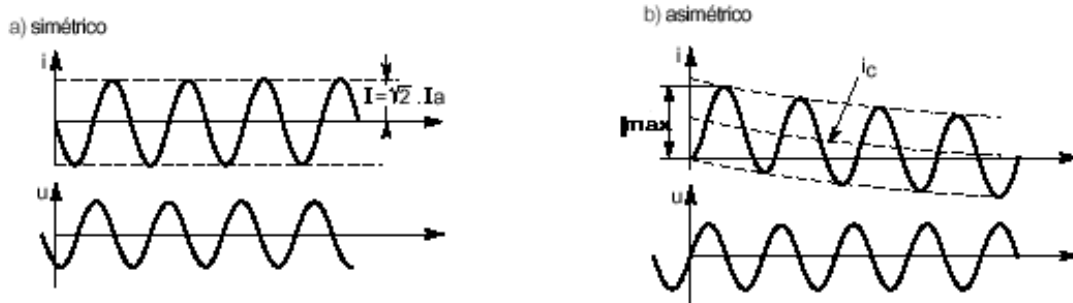 a) simétrico
i
I=√2 . Ia
u
b) asimétrico
i
ic
Imax
u